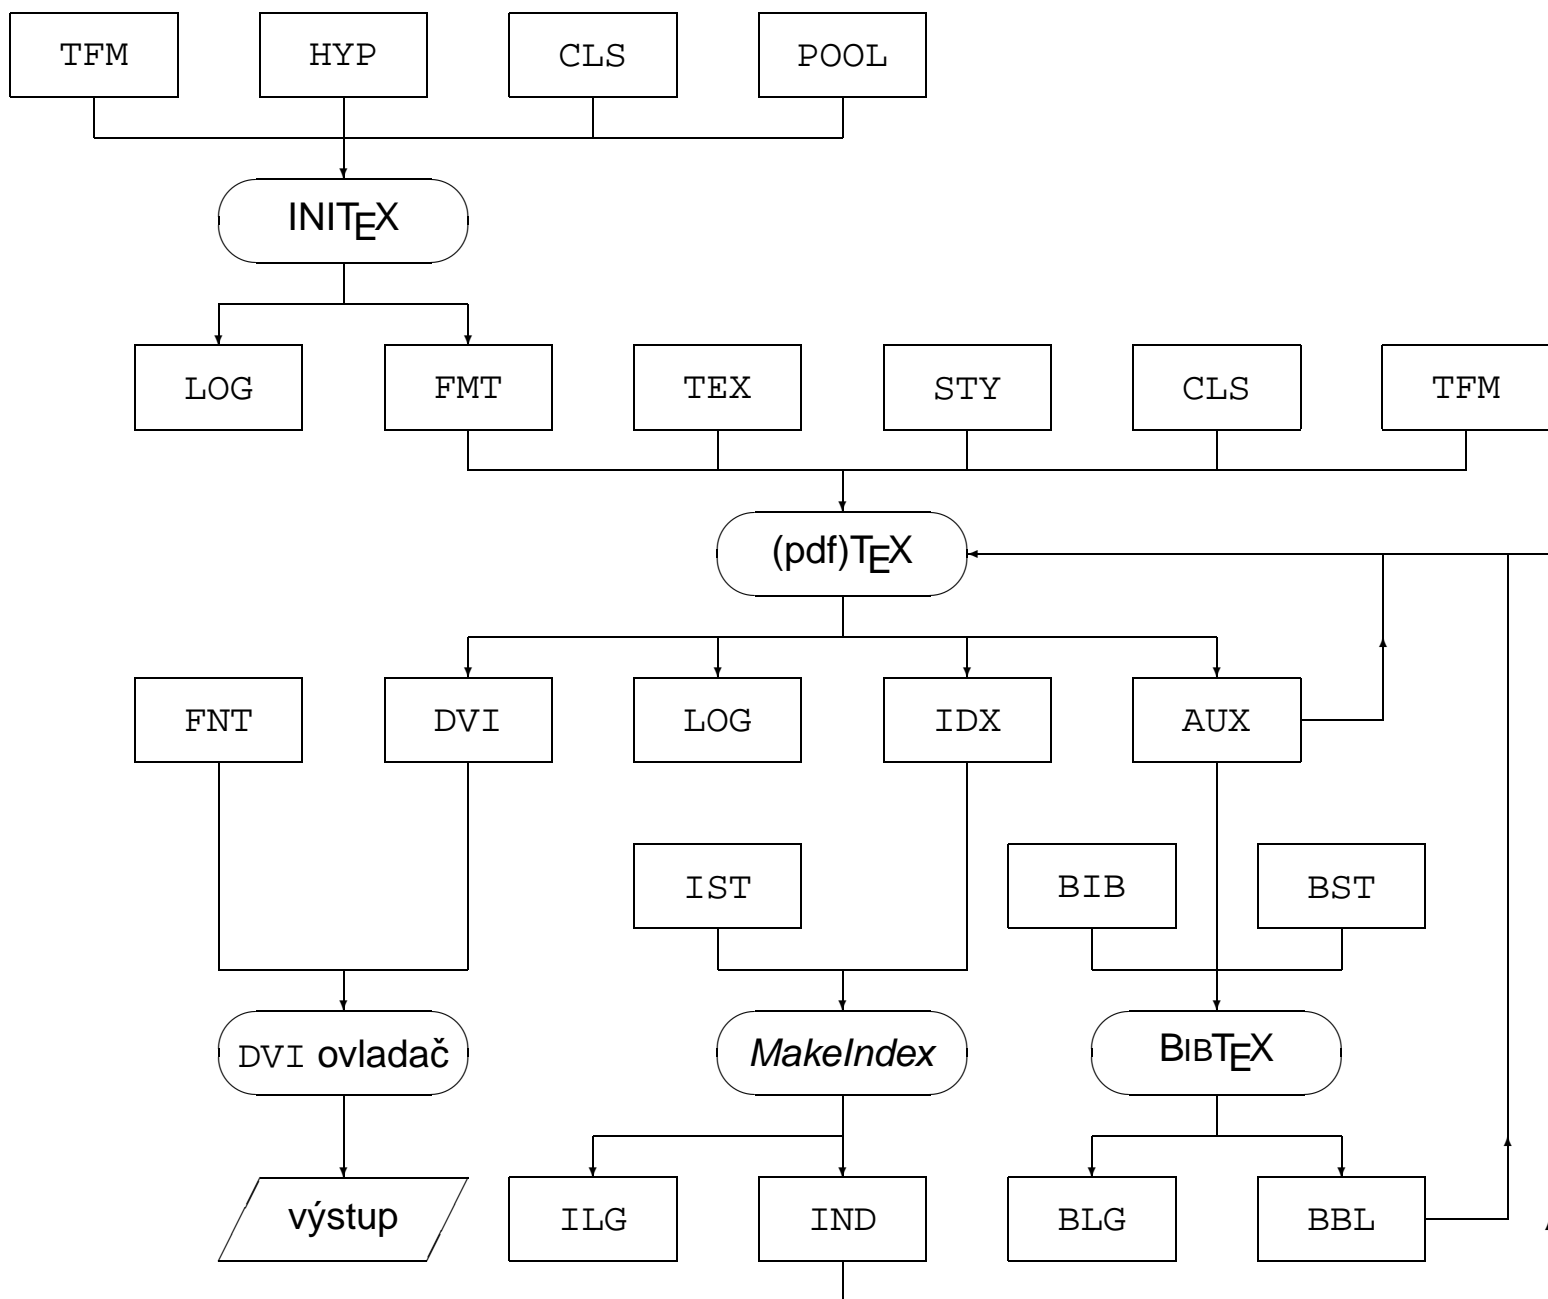 TFM
HYP
CLS
POOL
INITEX
LOG
FMT
TEX
STY
CLS
TFM
(pdf)TEX
FNT
DVI
LOG
IDX
AUX
IST
BIB
BST
DVI ovladač
MakeIndex
BIBTEX
výstup
ILG
IND
BLG
BBL